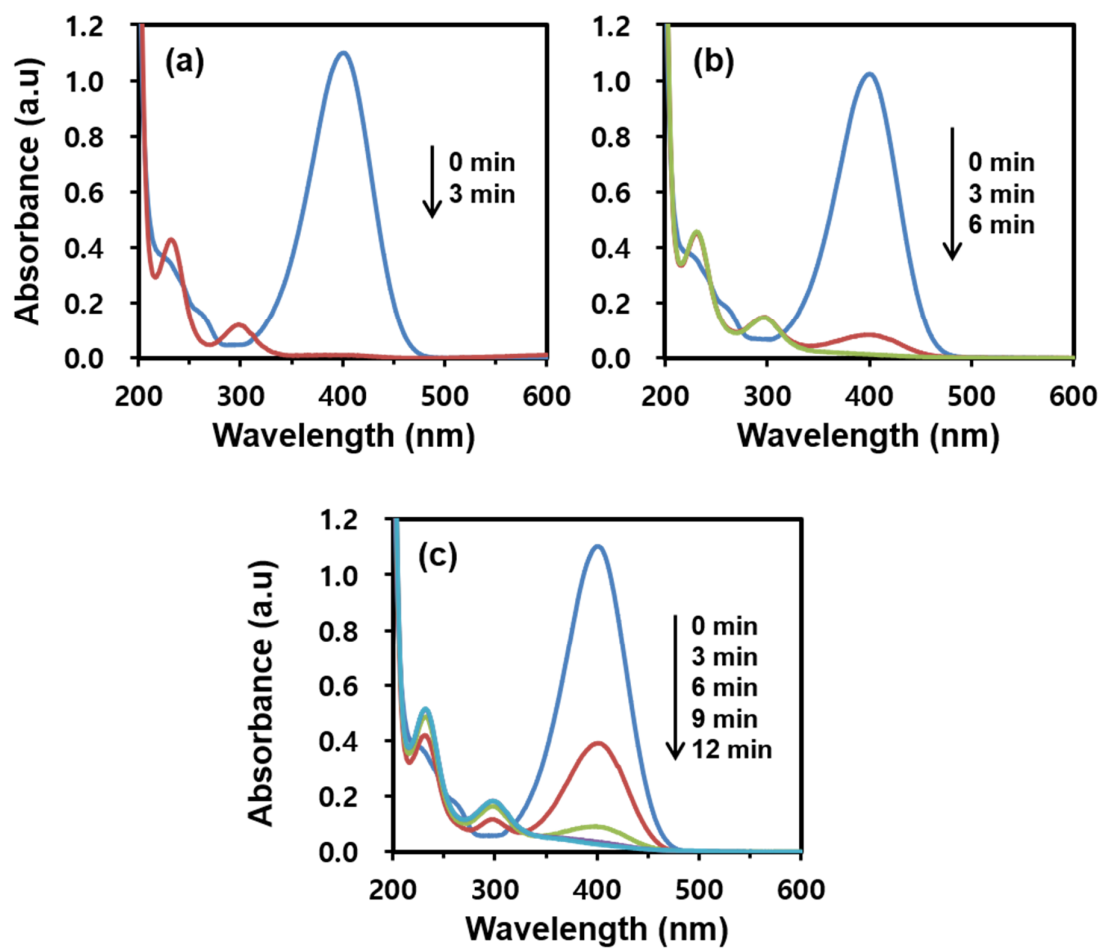 (a)
Absorbance (a.u)
1.2
1.0
0.8
0.6
0.4
0.2
0.0
0 min
3 min
200 300 400 500 600
Wavelength (nm)
(b)
1.2
1.0
0.8
0.6
0.4
0.2
0.0
0 min
3 min
6 min
200 300 400 500 600
Wavelength (nm)
(c)
Absorbance (a.u)
1.2
1.0
0.8
0.6
0.4
0.2
0.0
0 min
3 min
6 min
9 min
12 min
200 300 400 500 600
Wavelength (nm)